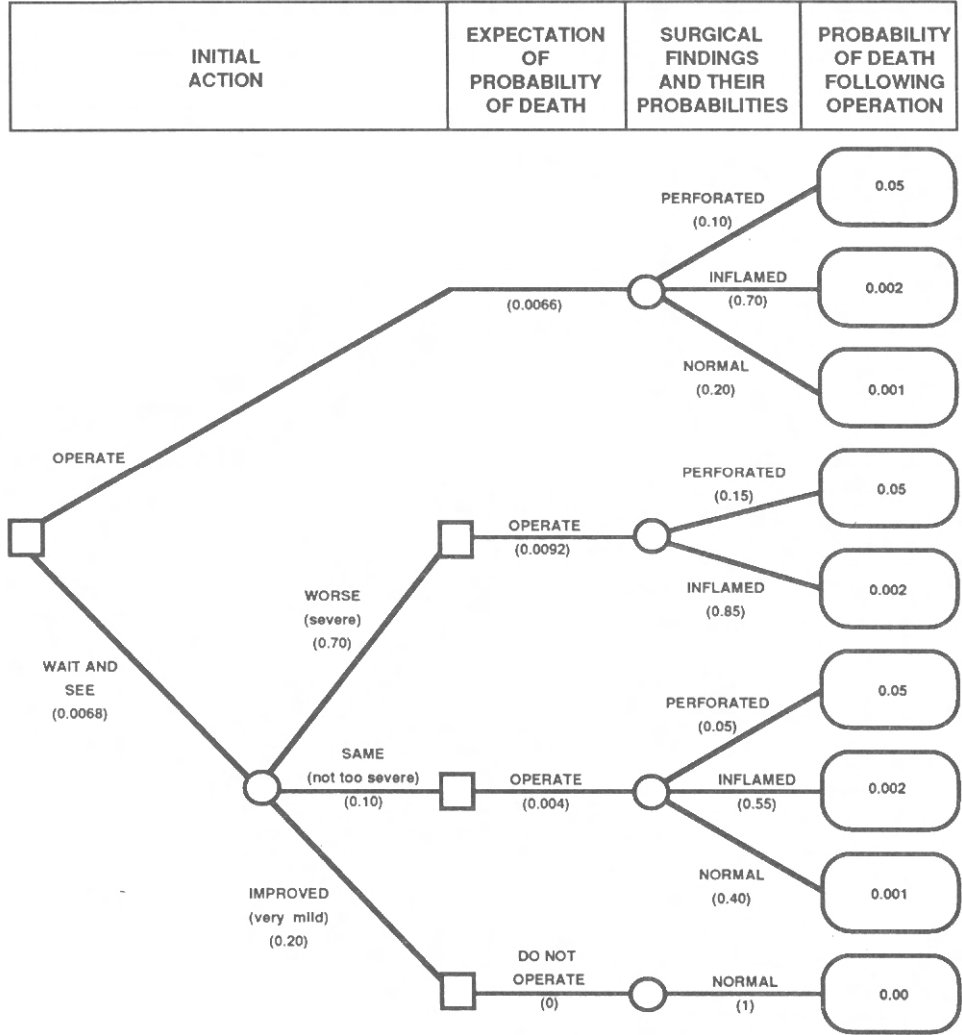 INITIAL
ACTION
EXPECTATION
OF
PROBABILITY
OF DEATH
SURGICAL
FINDINGS
AND THEIR
PROBABILITIES
PROBABILITY
OF DEATH
FOLLOWING
OPERATION
OPERATE
(0.0066)
PERFORATED
(0.10)
0.05
INFLAMED
(0.70)
0.002
NORMAL
(0.20)
0.001
WAIT AND
SEE
(0.0068)
WORSE
(severe)
(0.70)
OPERATE
(0.0092)
PERFORATED
(0.15)
0.05
INFLAMED
(0.85)
0.002
SAME
(not too severe)
(0.10)
OPERATE
(0.004)
PERFORATED
(0.05)
0.05
INFLAMED
(0.55)
0.002
NORMAL
(0.40)
0.001
IMPROVED
(very mild)
(0.20)
DO NOT
OPERATE
(0)
NORMAL
(1)
0.00